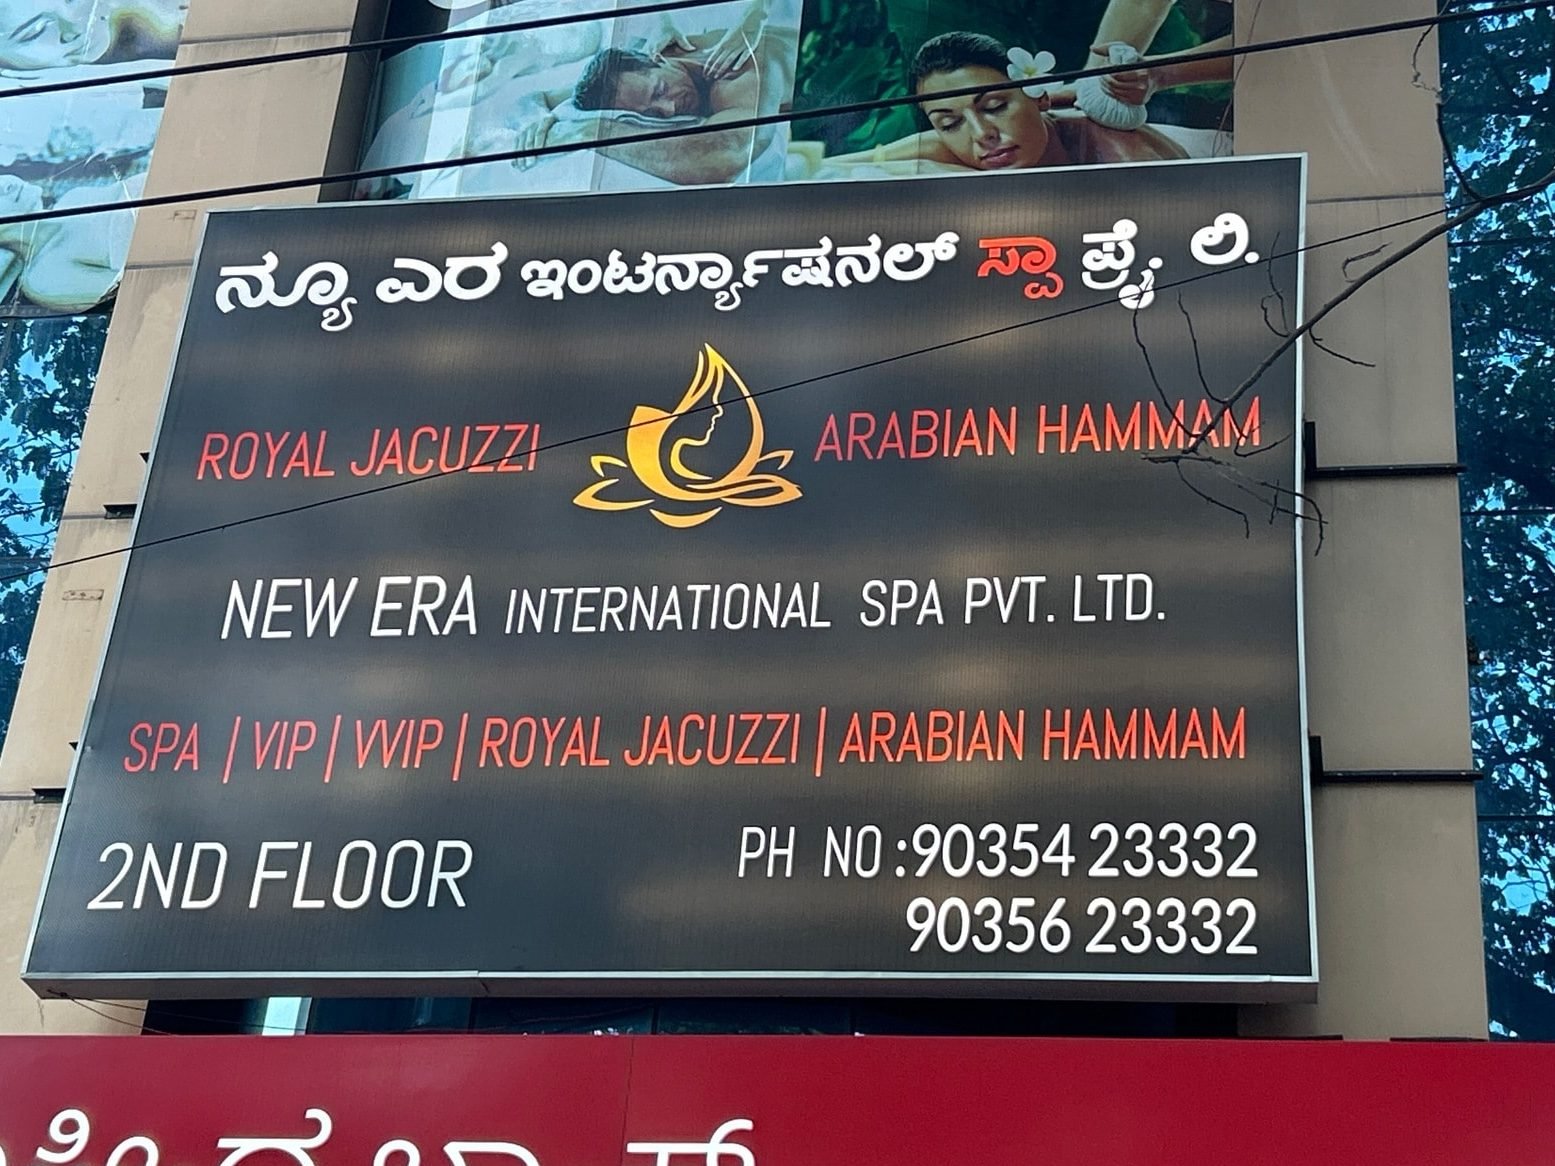 ನ್ಯೂ ಎರ ಇಂಟರ್ನ್ಯಾಷನಲ್ ಸ್ಪಾ ಪ್ರೈ. ಲಿ.
ROYAL JACUZZI ARABIAN HAMMAM
NEW ERA INTERNATIONAL SPA PVT. LTD.
SPA | VIP | VVIP | ROYAL JACUZZI | ARABIAN HAMMAM
2ND FLOOR PH NO :90354 23332
90356 23332